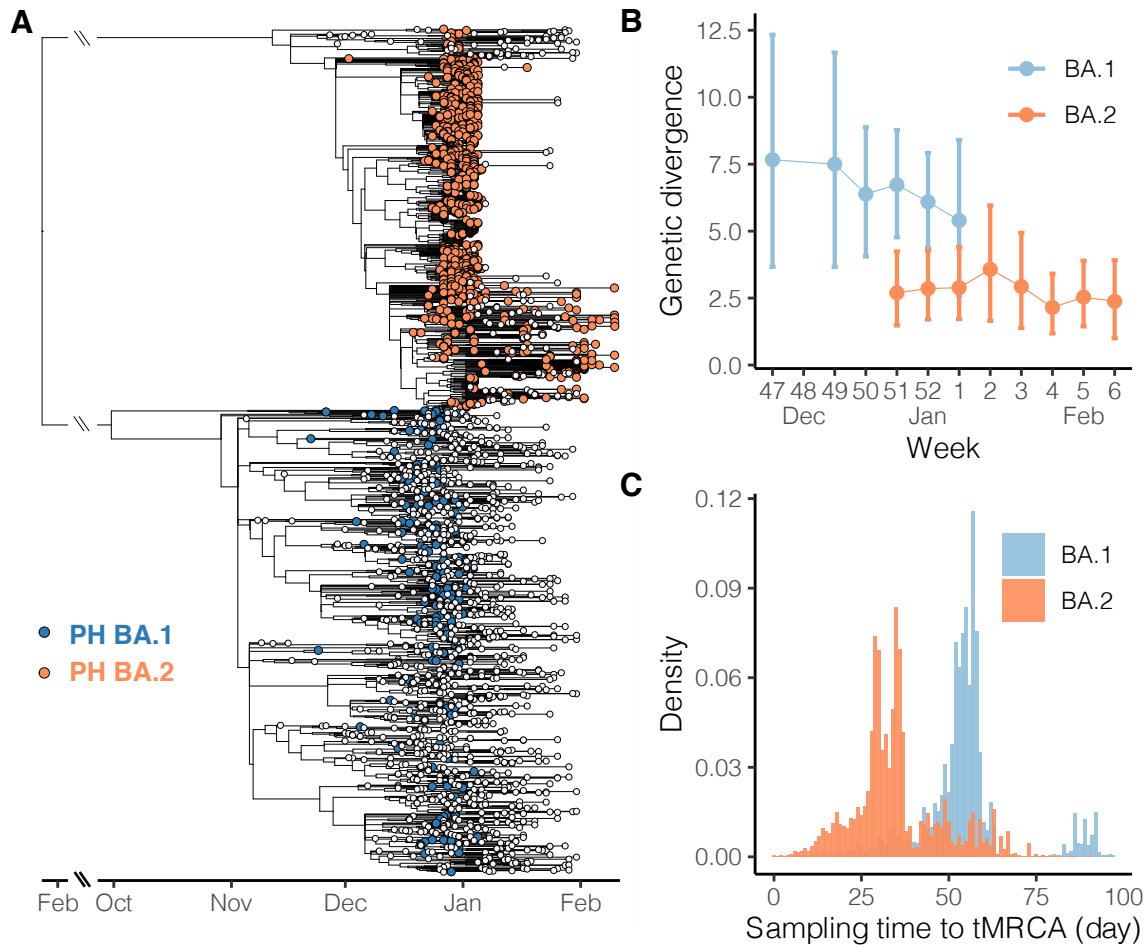 A
PH BA.1
PH BA.2
Feb Oct Nov Dec Jan Feb
B
12.5
10.0
7.5
5.0
2.5
0.0
Genetic divergence
BA.1
BA.2
47 48 49 50 51 52 1 2 3 4 5 6
Dec Jan Feb
Week
C
0.12
0.09
0.06
0.03
0.00
Density
BA.1
BA.2
0 25 50 75 100
Sampling time to tMRCA (day)